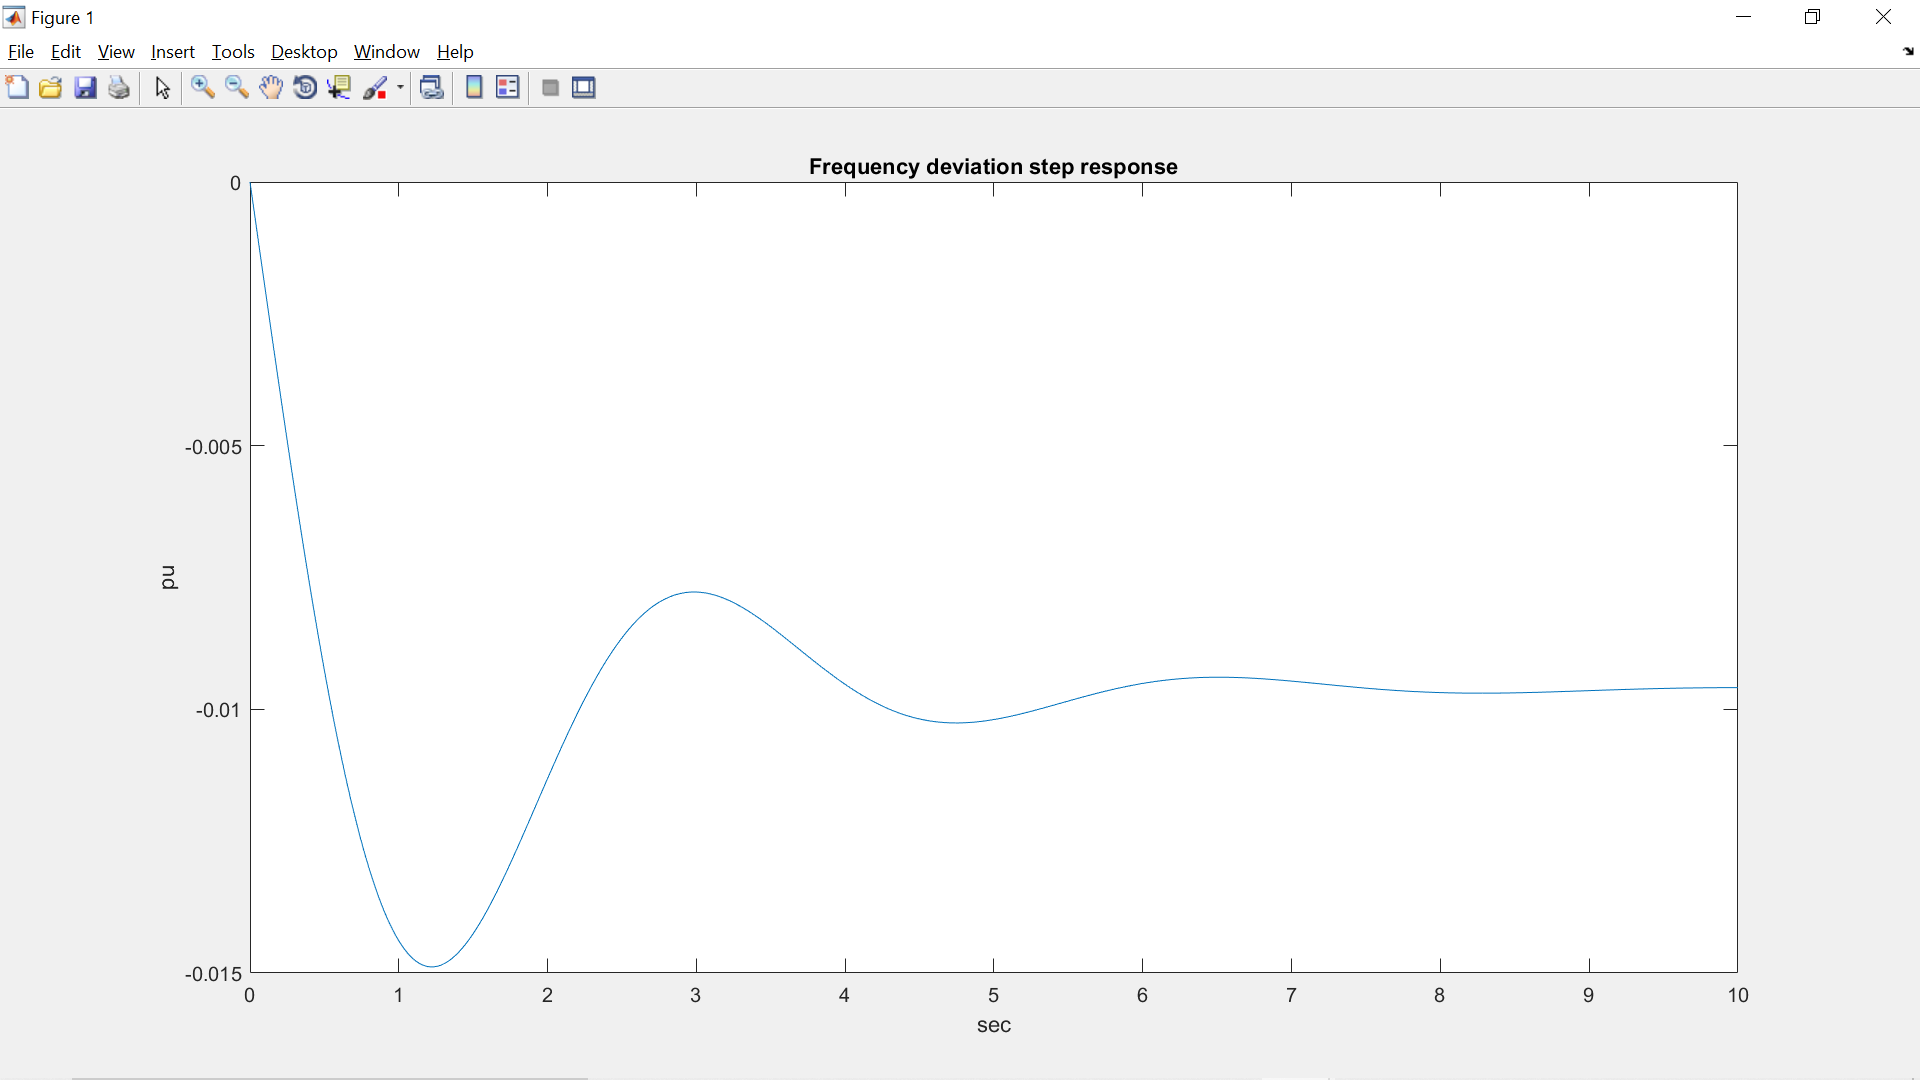 Figure 1
File Edit View Insert Tools Desktop Window Help
Frequency deviation step response
0
-0.005
-0.01
-0.015
pu
0 1 2 3 4 5 6 7 8 9 10
sec